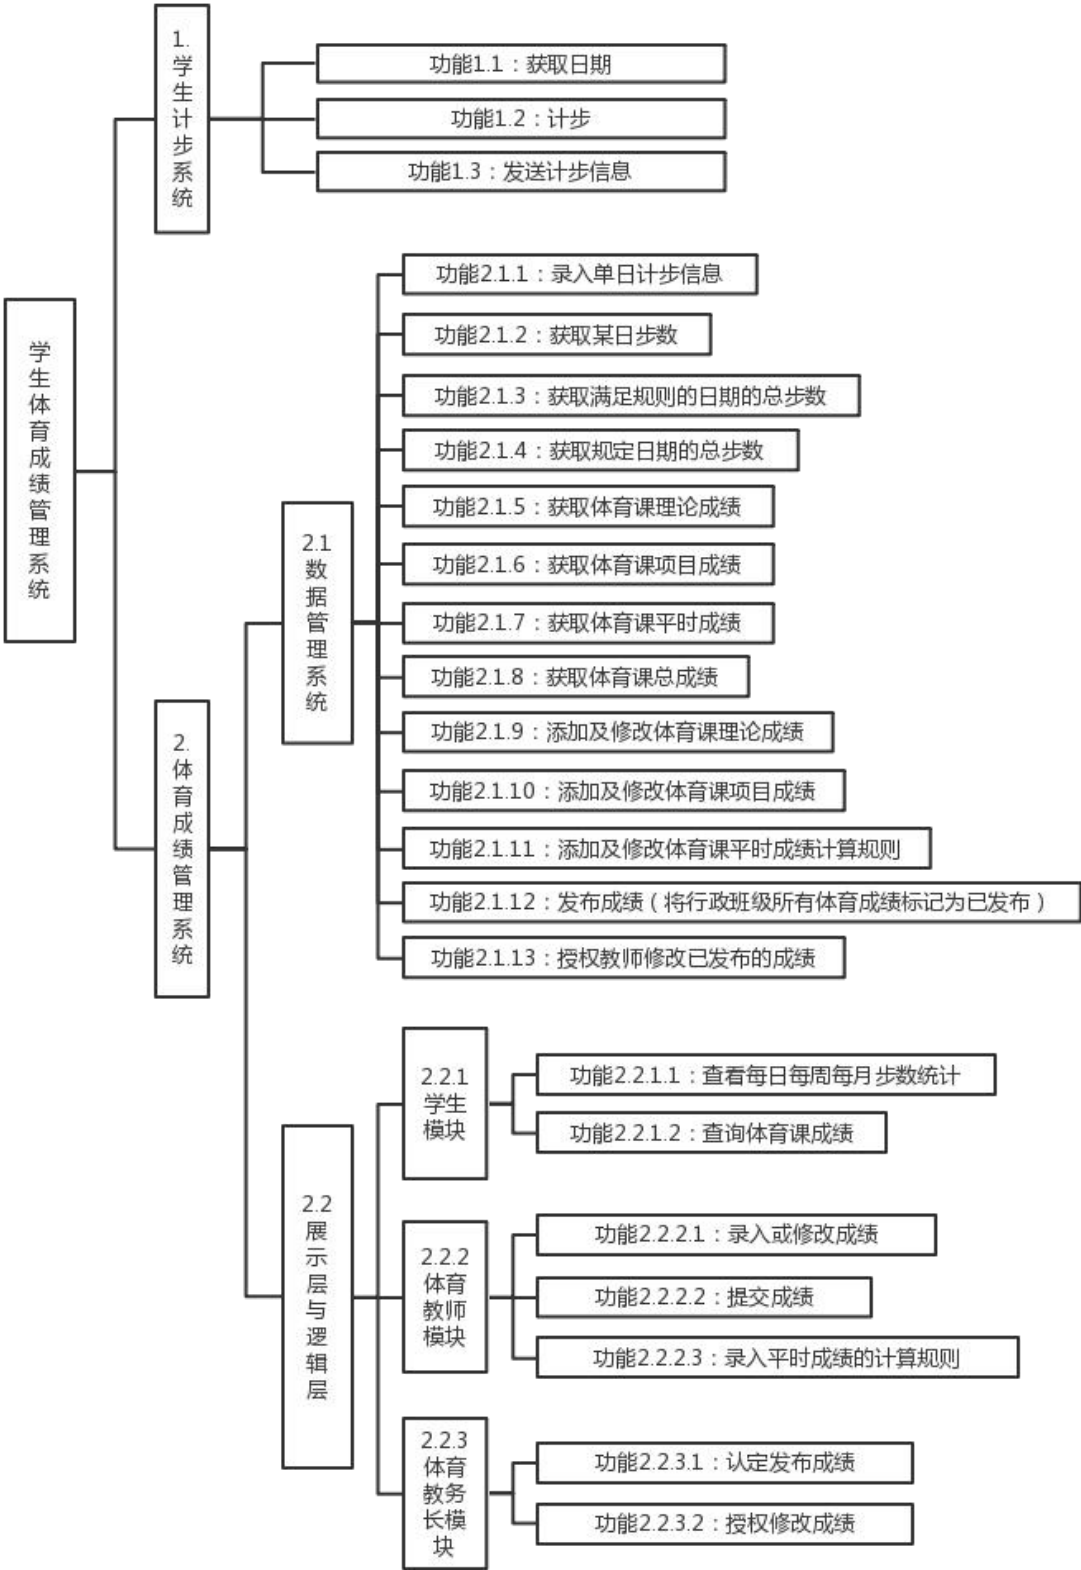 学生体育成绩管理系统
1.学生计步系统
功能1.1：获取日期
功能1.2：计步
功能1.3：发送计步信息
2.体育成绩管理系统
2.1数据管理系统
功能2.1.1：录入单日计步信息
功能2.1.2：获取某日步数
功能2.1.3：获取满足规则的日期的总步数
功能2.1.4：获取规定日期的总步数
功能2.1.5：获取体育课理论成绩
功能2.1.6：获取体育课项目成绩
功能2.1.7：获取体育课平时成绩
功能2.1.8：获取体育课总成绩
功能2.1.9：添加及修改体育课理论成绩
功能2.1.10：添加及修改体育课项目成绩
功能2.1.11：添加及修改体育课平时成绩计算规则
功能2.1.12：发布成绩（将行政班级所有体育成绩标记为已发布）
功能2.1.13：授权教师修改已发布的成绩
2.2展示层与逻辑层
2.2.1
学生
模块
功能2.2.1.1：查看每日每周每月步数统计
功能2.2.1.2：查询体育课成绩
2.2.2
体育
教师
模块
功能2.2.2.1：录入或修改成绩
功能2.2.2.2：提交成绩
功能2.2.2.3：录入平时成绩的计算规则
2.2.3
体育
教务
长模
块
功能2.2.3.1：认定发布成绩
功能2.2.3.2：授权修改成绩